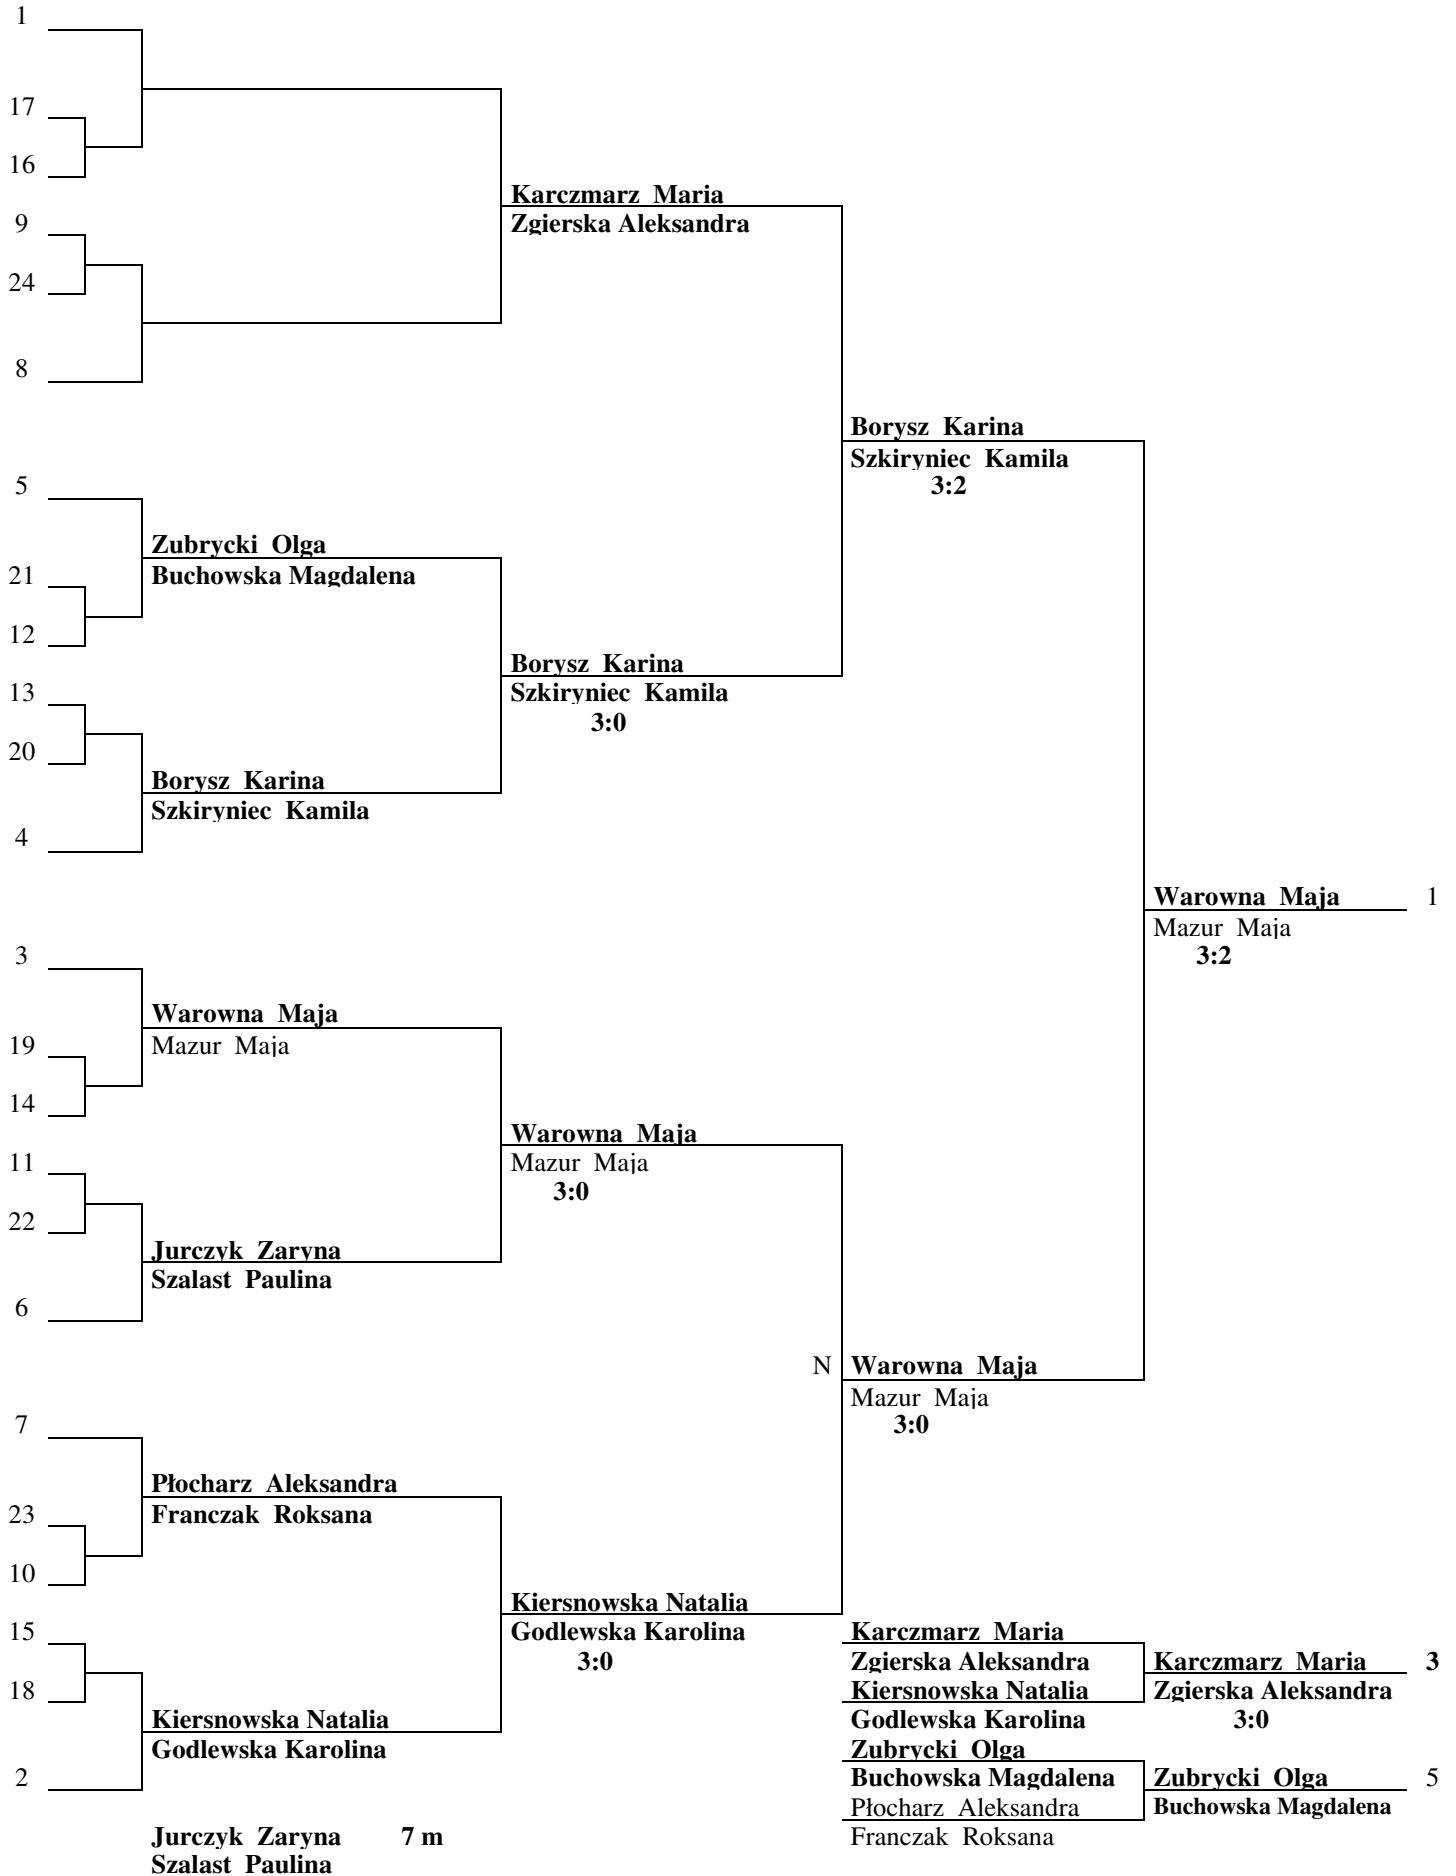 1
17
16
Karczmarz Maria
9
Zgierska Aleksandra
24
8
Borysz Karina
Szkiryniec Kamila
5
3:2
Zubrycki Olga
21
Buchowska Magdalena
12
Borysz Karina
13
Szkiryniec Kamila
3:0
20
Borysz Karina
Szkiryniec Kamila
4
Warowna Maja 1
Mazur Maja
3
3:2
Warowna Maja
19
Mazur Maja
14
Warowna Maja
11
Mazur Maja
3:0
22
Jurczyk Zaryna
Szalast Paulina
6
N Warowna Maja
Mazur Maja
7
3:0
Płocharz Aleksandra
23
Franczak Roksana
10
Kiersnowska Natalia
15
Godlewska Karolina
Karczmarz Maria
3:0
Zgierska Aleksandra
Karczmarz Maria 3
18
Kiersnowska Natalia
Zgierska Aleksandra
Kiersnowska Natalia
Godlewska Karolina
3:0
Godlewska Karolina
Zubrycki Olga
2
Buchowska Magdalena
Zubrycki Olga 5
Płocharz Aleksandra
Buchowska Magdalena
Jurczyk Zaryna 7 m
Franczak Roksana
Szalast Paulina